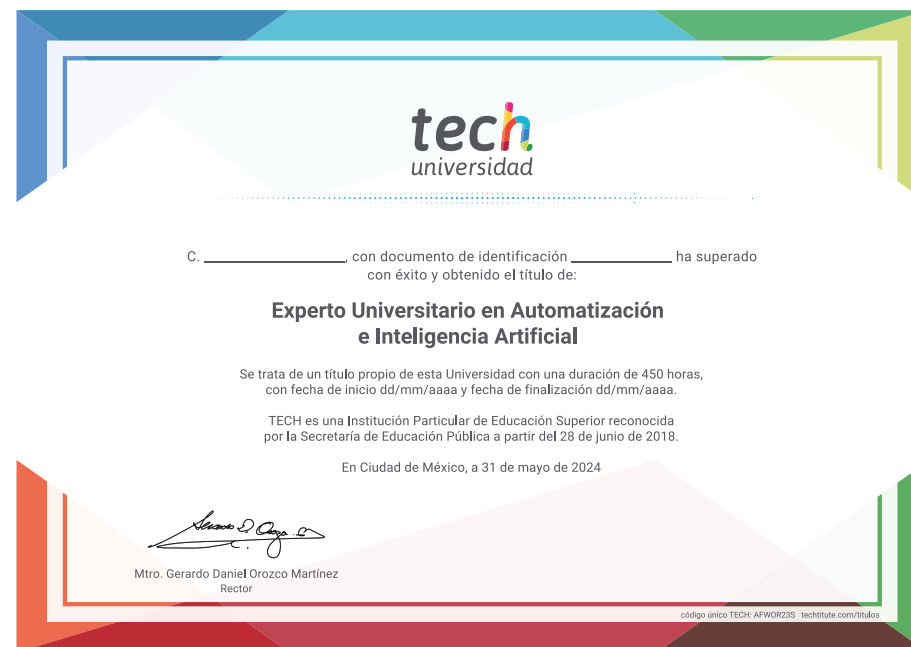 tech
universidad
C. ____________, con documento de identificación ____________ ha superado
con éxito y obtenido el título de:
Experto Universitario en Automatización
e Inteligencia Artificial
Se trata de un título propio de esta Universidad con una duración de 450 horas,
con fecha de inicio dd/mm/aaaa y fecha de finalización dd/mm/aaaa.
TECH es una Institución Particular de Educación Superior reconocida
por la Secretaría de Educación Pública a partir del 28 de junio de 2018.
En Ciudad de México, a 31 de mayo de 2024
Mtro. Gerardo Daniel Orozco Martínez
Rector
código único TECH: AFWOR23S techtitute.com/titulos